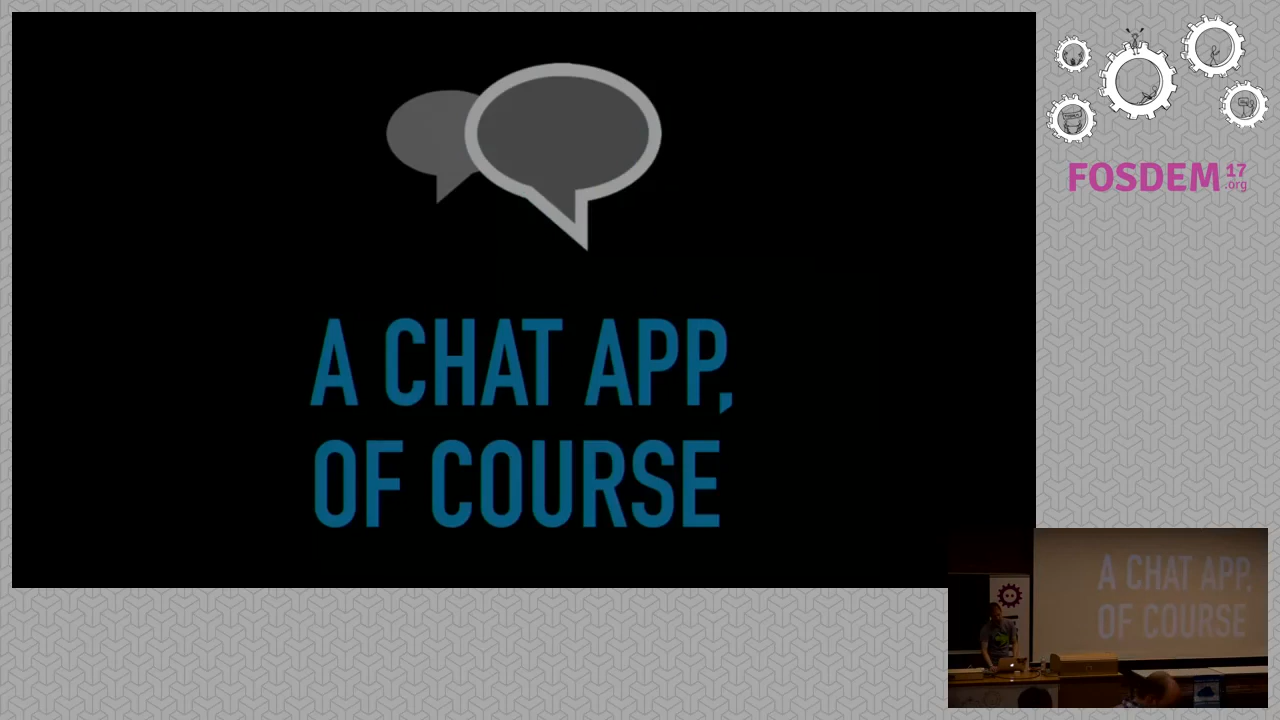 A CHAT APP,
OF COURSE
FOSDEM 17
.org
A CHAT APP,
OF COURSE